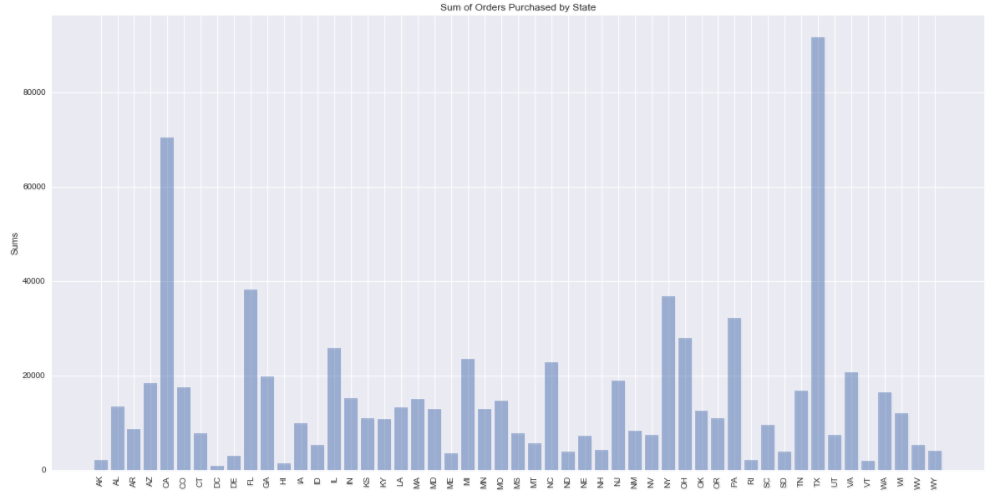 Sum of Orders Purchased by State
80000
60000
Sums
40000
20000
0
AK AL AR AZ CA CO CT DC DE FL GA HI IA ID IL IN KS KY LA MA MD ME MI MN MO MS MT NC ND NE NH NJ NM NV NY OH OK OR PA RI SC SD TN TX UT VA VT WA WI WV WY